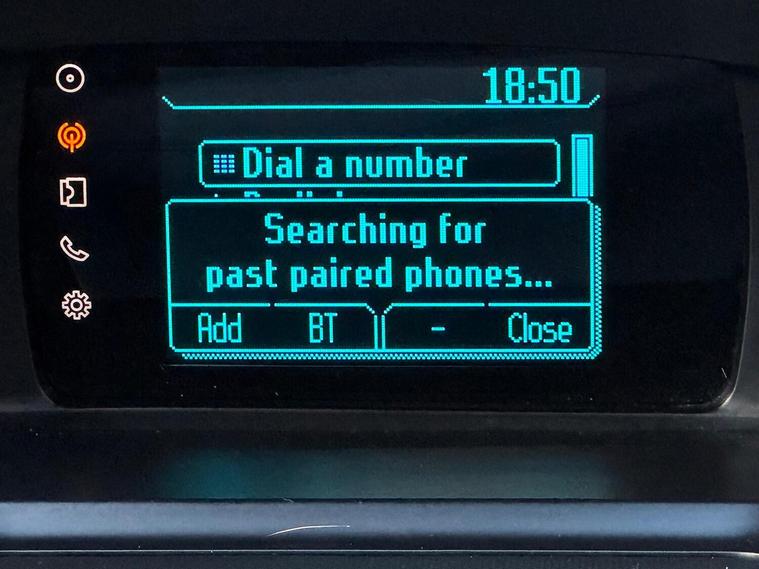 18:50
Dial a number
Searching for
past paired phones...
Add BT - Close